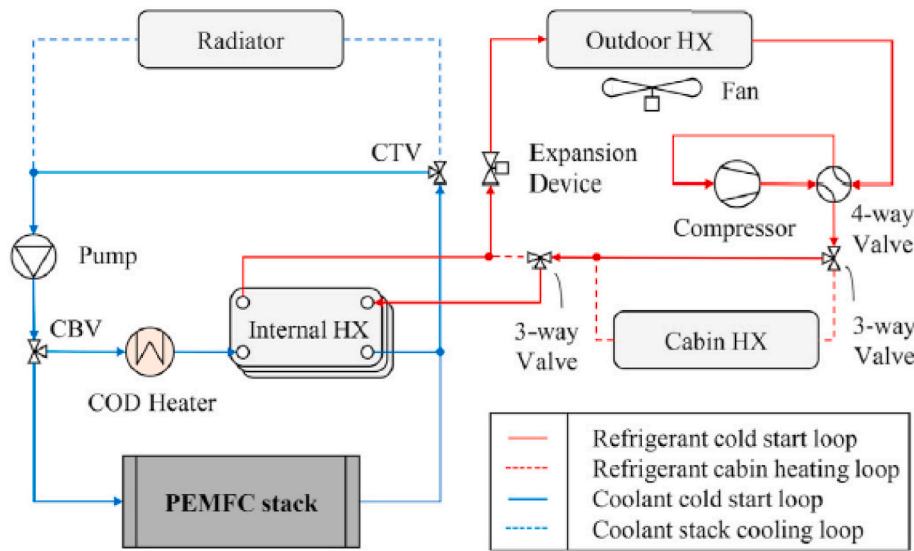 Radiator
Outdoor HX
Fan
CTV
Expansion
Device
Compressor
4-way
Valve
Pump
CBV
Internal HX
3-way
Valve
Cabin HX
3-way
Valve
COD Heater
PEMFC stack
Refrigerant cold start loop
Refrigerant cabin heating loop
Coolant cold start loop
Coolant stack cooling loop